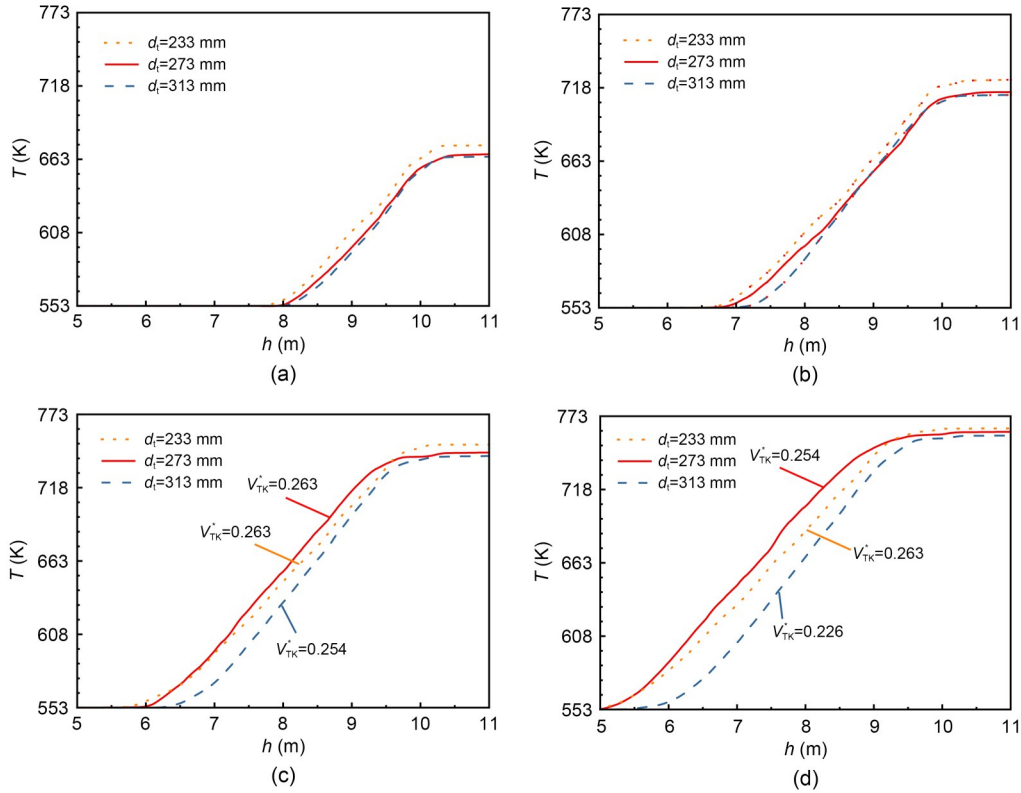 773
718
663
608
553
T (K)
dt=233 mm
dt=273 mm
dt=313 mm
5 6 7 8 9 10 11
h (m)
(a)
773
718
663
608
553
T (K)
dt=233 mm
dt=273 mm
dt=313 mm
5 6 7 8 9 10 11
h (m)
(b)
773
718
663
608
553
T (K)
dt=233 mm
dt=273 mm
dt=313 mm
V*TK=0.263
V*TK=0.263
V*TK=0.254
5 6 7 8 9 10 11
h (m)
(c)
773
718
663
608
553
T (K)
dt=233 mm
dt=273 mm
dt=313 mm
V*TK=0.254
V*TK=0.263
V*TK=0.226
5 6 7 8 9 10 11
h (m)
(d)